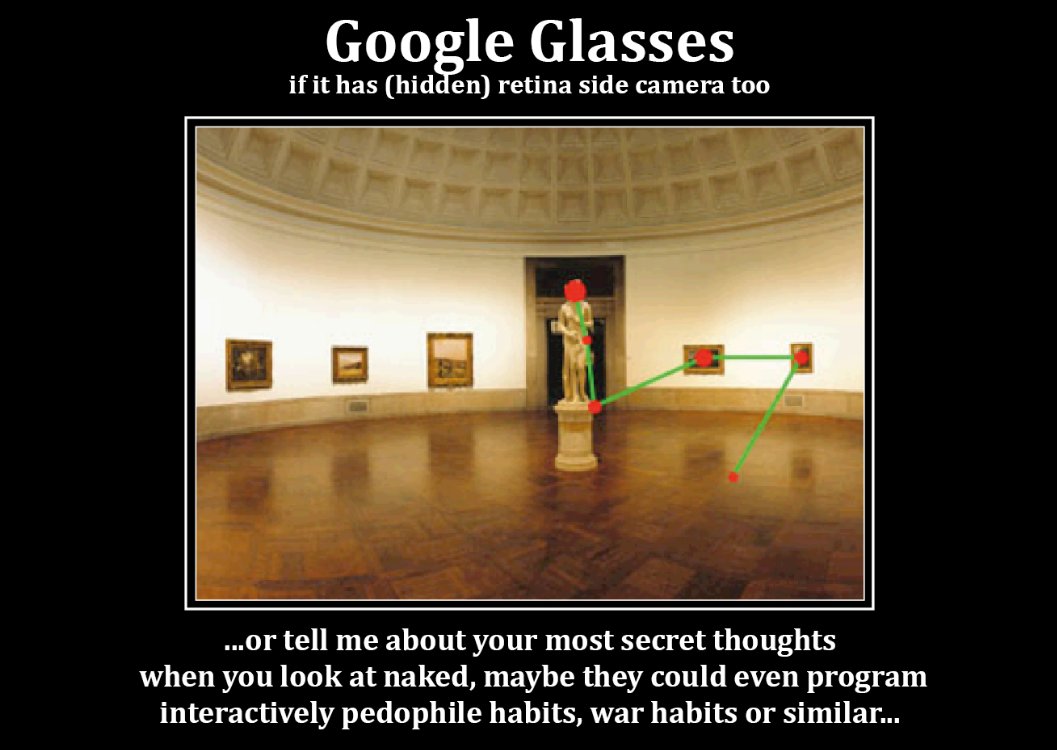 Google Glasses
if it has (hidden) retina side camera too
...or tell me about your most secret thoughts
when you look at naked, maybe they could even program
interactively pedophile habits, war habits or similar...